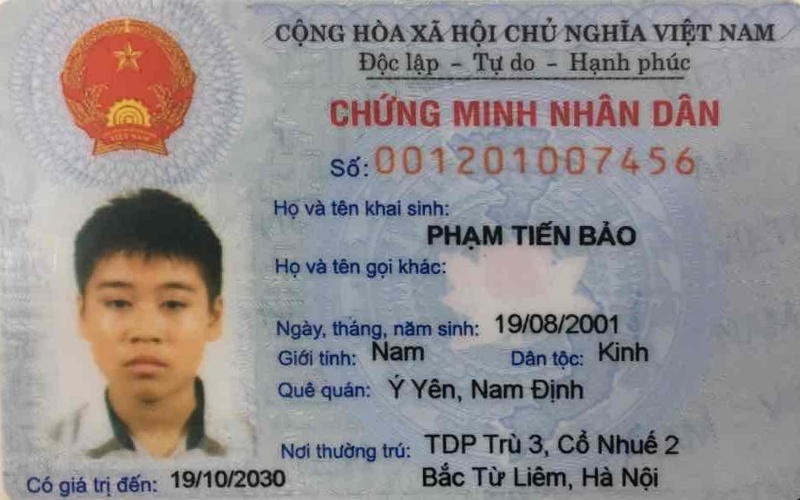 CỘNG HÒA XÃ HỘI CHỦ NGHĨA VIỆT NAM
Độc lập - Tự do - Hạnh phúc
CHỨNG MINH NHÂN DÂN
Số: 001201007456
Họ và tên khai sinh:
PHẠM TIẾN BẢO
Họ và tên gọi khác:
Ngày, tháng, năm sinh: 19/08/2001
Giới tính: Nam Dân tộc: Kinh
Quê quán: Ý Yên, Nam Định
Nơi thường trú: TDP Trù 3, Cổ Nhuế 2
Bắc Từ Liêm, Hà Nội
Có giá trị đến: 19/10/2030
VIỆT NAM